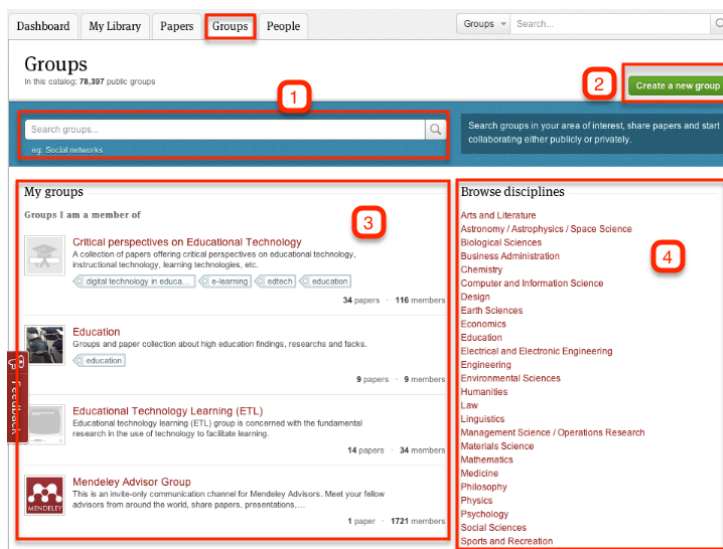 Dashboard
My Library
Papers
Groups
People
Groups
Search...
Groups
In this catalog: 78,397 public groups
1
2
Create a new group
Search groups...
eg: Social networks
Search groups in your area of interest, share papers and start
collaborating either publicly or privately.
My groups
Groups I am a member of
3
Critical perspectives on Educational Technology
A collection of papers offering critical perspectives on educational technology,
instructional technology, learning technologies, etc.
digital technology in educa...
e-learning
edtech
education
34 papers · 116 members
Education
Groups and paper collection about high education findings, researchs and facks.
education
9 papers · 9 members
Feedback
Educational Technology Learning (ETL)
Educational technology learning (ETL) group is concerned with the fundamental
research in the use of technology to facilitate learning.
14 papers · 34 members
MENDELEY
Mendeley Advisor Group
This is an invite-only communication channel for Mendeley Advisors. Meet your fellow
advisors from around the world, share papers, presentations,...
1 paper · 1721 members
Browse disciplines
4
Arts and Literature
Astronomy / Astrophysics / Space Science
Biological Sciences
Business Administration
Chemistry
Computer and Information Science
Design
Earth Sciences
Economics
Education
Electrical and Electronic Engineering
Engineering
Environmental Sciences
Humanities
Law
Linguistics
Management Science / Operations Research
Materials Science
Mathematics
Medicine
Philosophy
Physics
Psychology
Social Sciences
Sports and Recreation